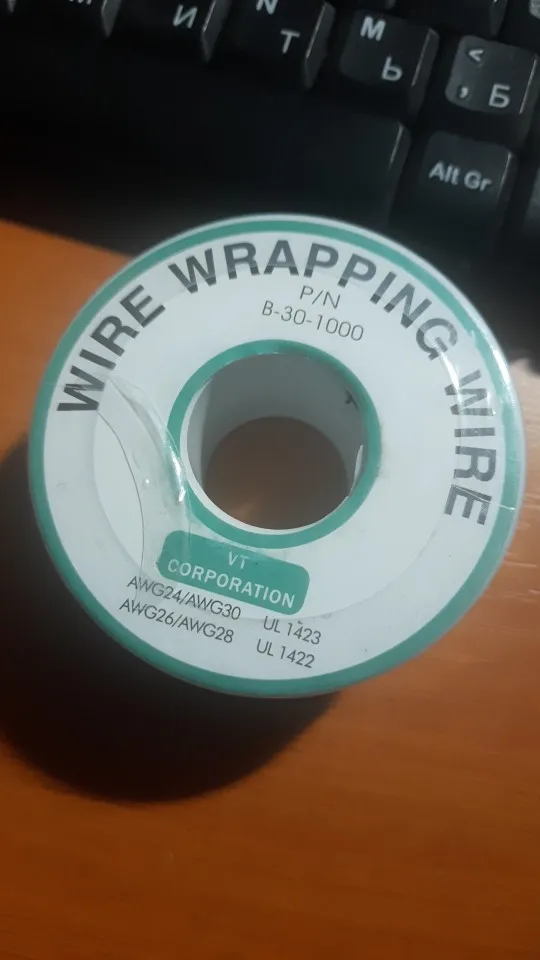 И
N
Т
M
Ь
<
,
Б
Alt Gr
WIRE WRAPPING WIRE
P/N
B-30-1000
VT
CORPORATION
AWG24/AWG30 UL 1423
AWG26/AWG28 UL 1422